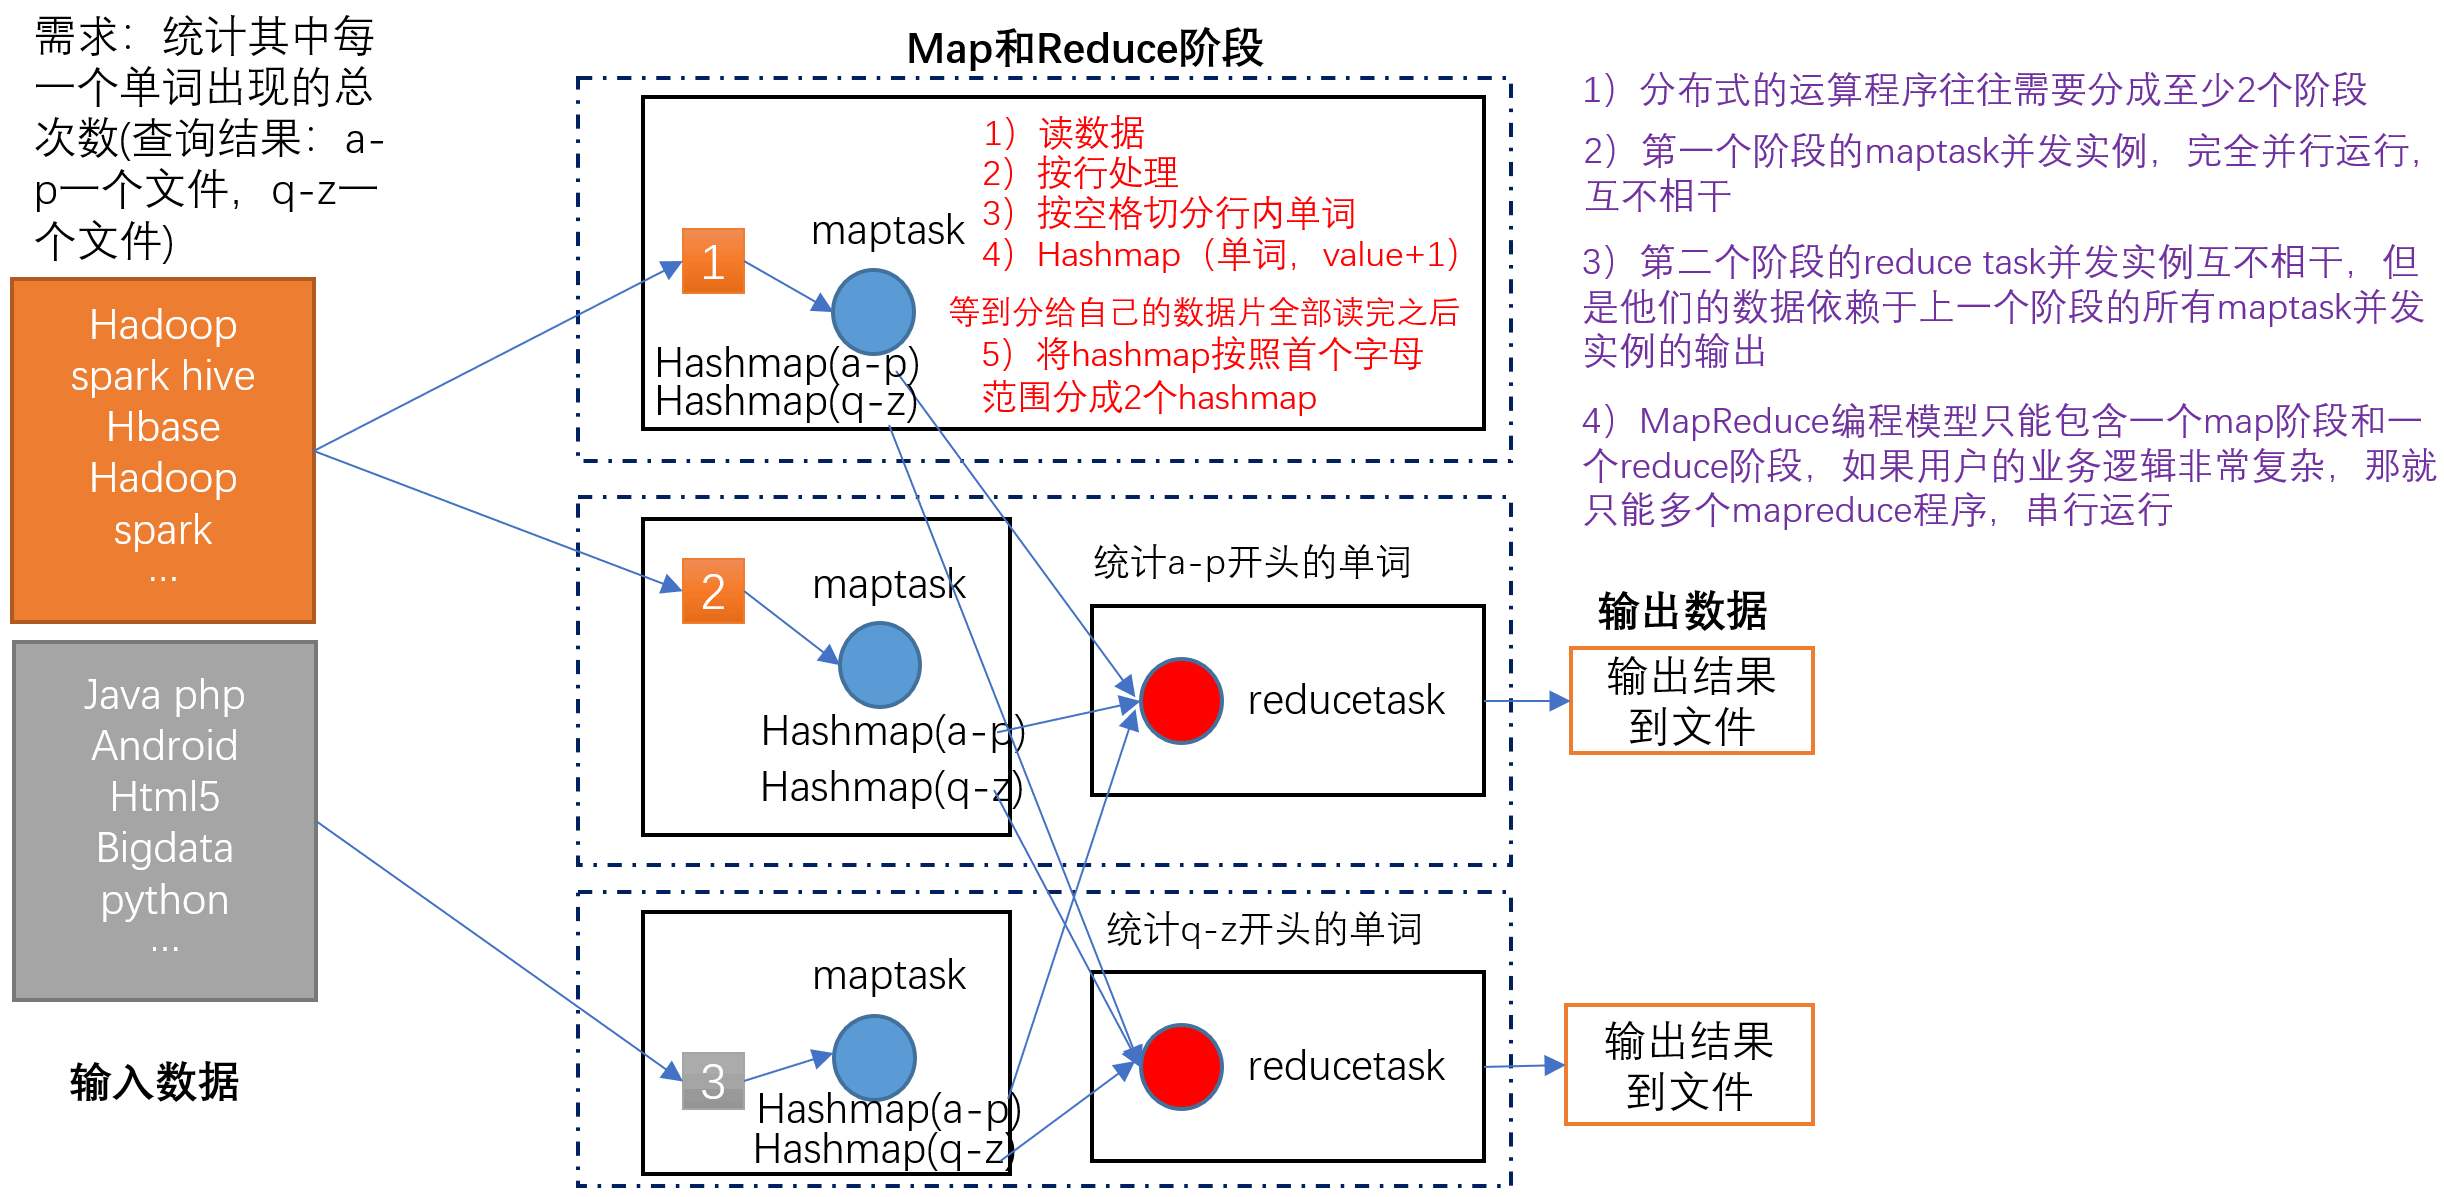 需求：统计其中每
一个单词出现的总
次数(查询结果：a-
p一个文件，q-z一
个文件)
Hadoop
spark hive
Hbase
Hadoop
spark
...
Java php
Android
Html5
Bigdata
python
...
输入数据
Map和Reduce阶段
1）读数据
2）按行处理
3）按空格切分行内单词
4）Hashmap（单词，value+1）
等到分给自己的数据片全部读完之后
5）将hashmap按照首个字母
范围分成2个hashmap
1
maptask
Hashmap(a-p)
Hashmap(q-z)
2
maptask
Hashmap(a-p)
Hashmap(q-z)
统计a-p开头的单词
reducetask
3
maptask
Hashmap(a-p)
Hashmap(q-z)
统计q-z开头的单词
reducetask
1）分布式的运算程序往往需要分成至少2个阶段
2）第一个阶段的maptask并发实例，完全并行运行，
互不相干
3）第二个阶段的reduce task并发实例互不相干，但
是他们的数据依赖于上一个阶段的所有maptask并发
实例的输出
4）MapReduce编程模型只能包含一个map阶段和一
个reduce阶段，如果用户的业务逻辑非常复杂，那就
只能多个mapreduce程序，串行运行
输出数据
输出结果
到文件
输出结果
到文件